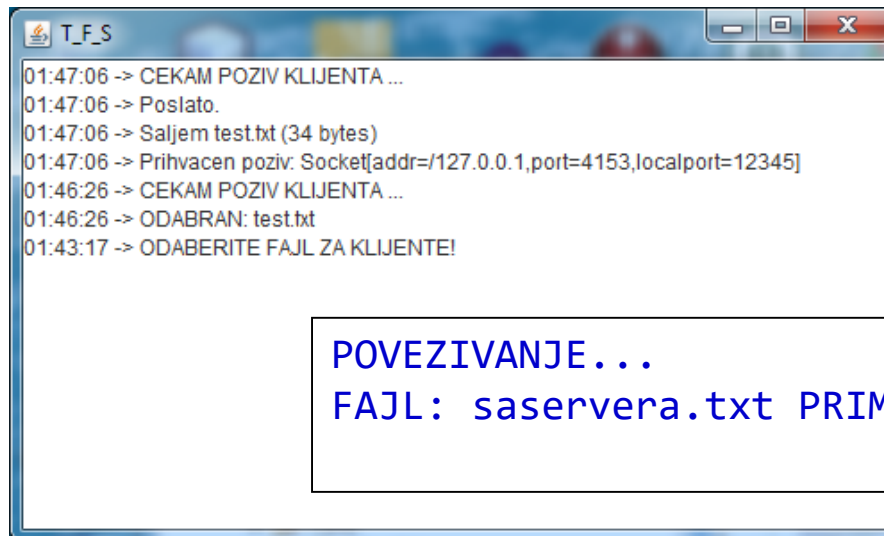 T_F_S
01:47:06 -> CEKAM POZIV KLIJENTA ...
01:47:06 -> Poslato.
01:47:06 -> Saljem test.txt (34 bytes)
01:47:06 -> Prihvacen poziv: Socket[addr=/127.0.0.1,port=4153,localport=12345]
01:46:26 -> CEKAM POZIV KLIJENTA ...
01:46:26 -> ODABRAN: test.txt
01:43:17 -> ODABERITE FAJL ZA KLIJENTE!
POVEZIVANJE...
FAJL: saservera.txt